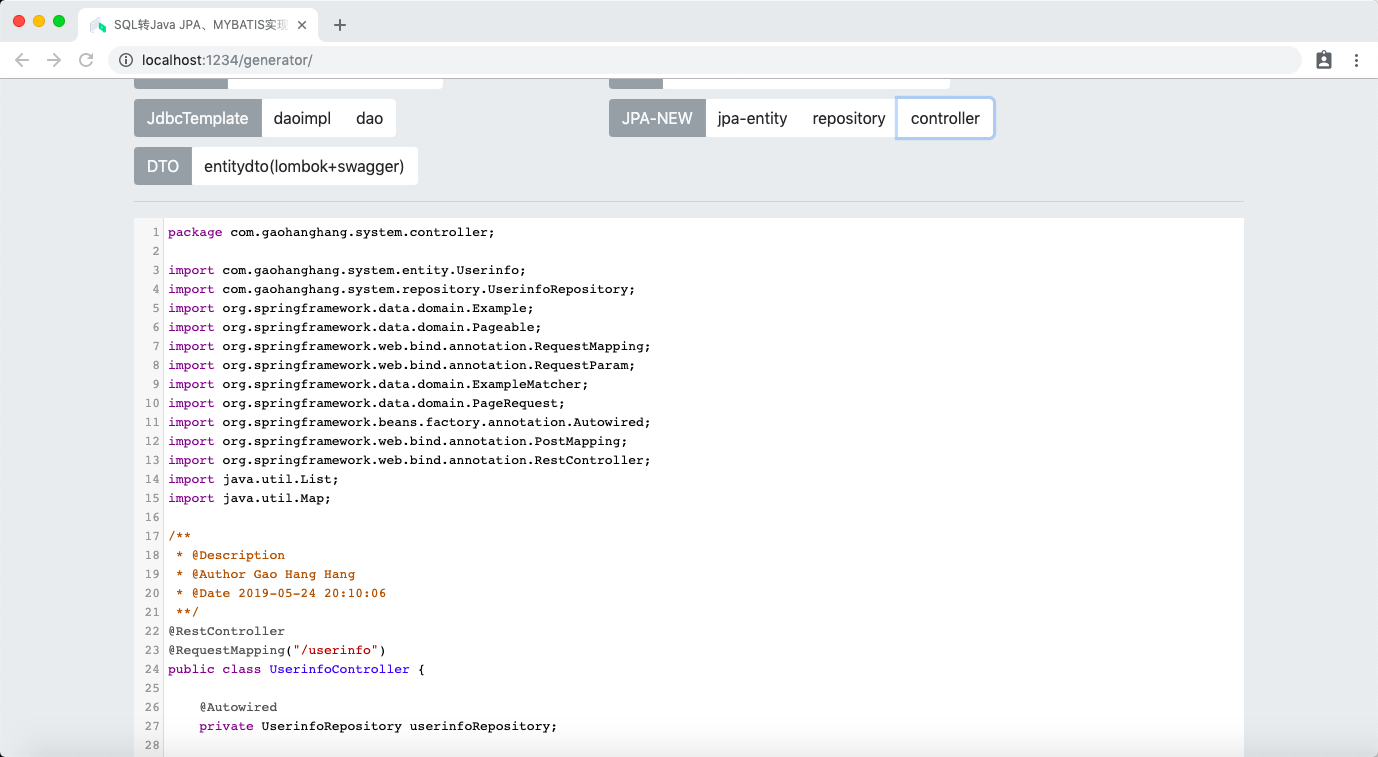 SQL转Java JPA、MYBATIS实现
localhost:1234/generator/
JdbcTemplate daoimpl dao JPA-NEW jpa-entity repository controller
DTO entitydto(lombok+swagger)
1 package com.gaohanghang.system.controller;
2
3 import com.gaohanghang.system.entity.Userinfo;
4 import com.gaohanghang.system.repository.UserinfoRepository;
5 import org.springframework.data.domain.Example;
6 import org.springframework.data.domain.Pageable;
7 import org.springframework.web.bind.annotation.RequestMapping;
8 import org.springframework.web.bind.annotation.RequestParam;
9 import org.springframework.data.domain.ExampleMatcher;
10 import org.springframework.data.domain.PageRequest;
11 import org.springframework.beans.factory.annotation.Autowired;
12 import org.springframework.web.bind.annotation.PostMapping;
13 import org.springframework.web.bind.annotation.RestController;
14 import java.util.List;
15 import java.util.Map;
16
17 /**
18 * @Description
19 * @Author Gao Hang Hang
20 * @Date 2019-05-24 20:10:06
21 **/
22 @RestController
23 @RequestMapping("/userinfo")
24 public class UserinfoController {
25
26 @Autowired
27 private UserinfoRepository userinfoRepository;
28